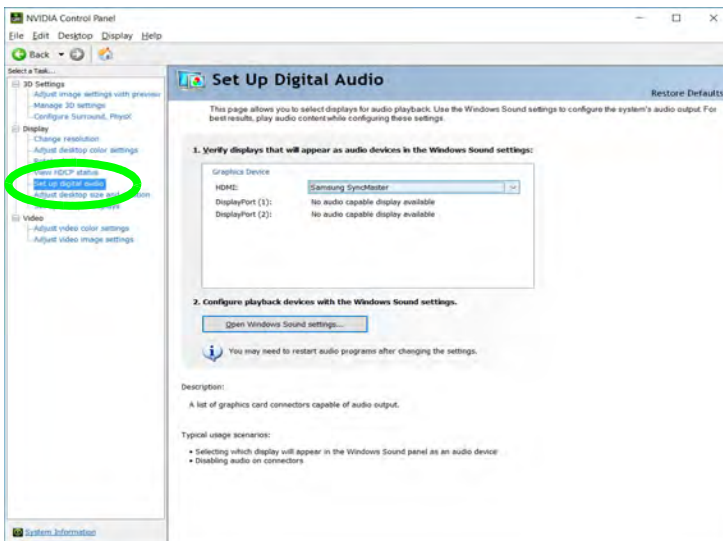 NVIDIA Control Panel
File Edit Desktop Display Help
Back
Select a Task...
3D Settings
Adjust image settings with preview
Manage 3D settings
Configure Surround, PhysX
Display
Change resolution
Adjust desktop color settings
View HDCP status
Set up digital audio
Adjust desktop size and
Video
Adjust video color settings
Adjust video image settings
System Information
Set Up Digital Audio
Restore Defaults
This page allows you to select displays for audio playback. Use the Windows Sound settings to configure the system's audio output. For
best results, play audio content while configuring these settings.
1. Verify displays that will appear as audio devices in the Windows Sound settings:
Graphics Device
HDMI: Samsung SyncMaster
DisplayPort (1): No audio capable display available
DisplayPort (2): No audio capable display available
2. Configure playback devices with the Windows Sound settings.
Open Windows Sound settings...
You may need to restart audio programs after changing the settings.
Description:
A list of graphics card connectors capable of audio output.
Typical usage scenarios:
• Selecting which display will appear in the Windows Sound panel as an audio device
• Disabling audio on connectors